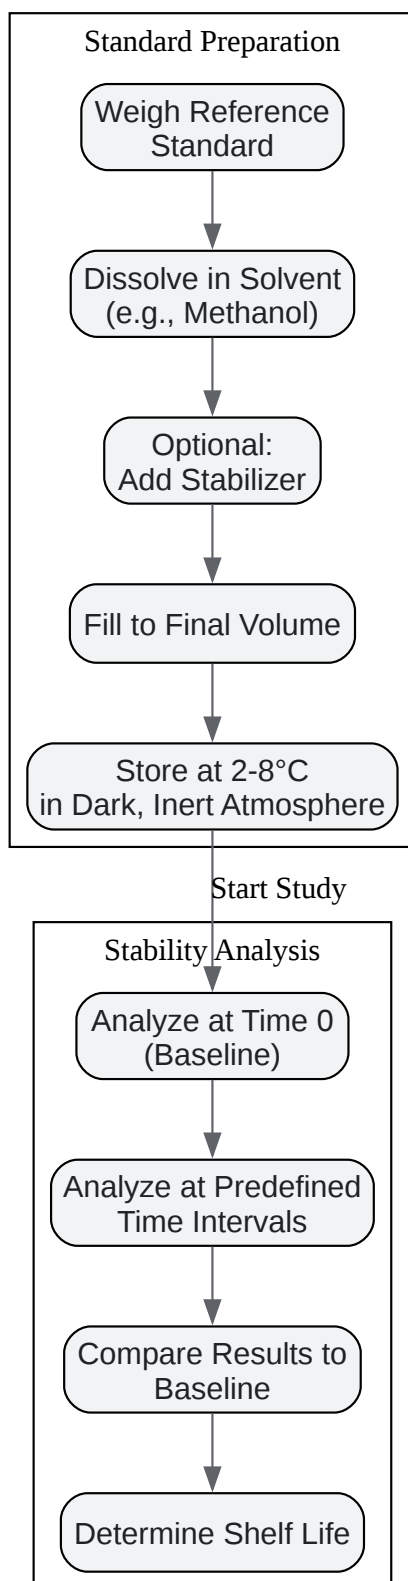 Standard Preparation
Weigh Reference
Standard
Dissolve in Solvent
(e.g., Methanol)
Optional:
Add Stabilizer
Fill to Final Volume
Store at 2-8°C
in Dark, Inert Atmosphere
Start Study
Stability Analysis
Analyze at Time 0
(Baseline)
Analyze at Predefined
Time Intervals
Compare Results to
Baseline
Determine Shelf Life